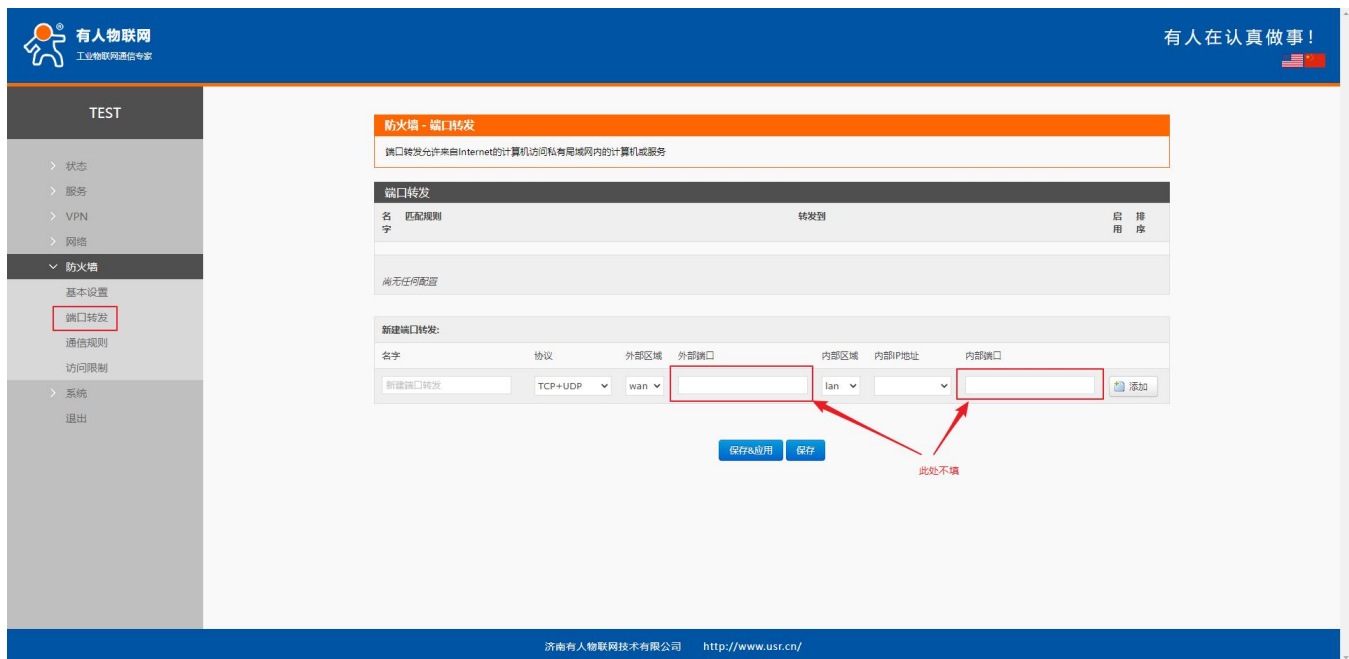 有人物联网
®
工业物联网通信专家
有人在认真做事！
TEST
状态
服务
VPN
网络
防火墙
基本设置
端口转发
通信规则
访问限制
系统
退出
防火墙 - 端口转发
端口转发允许来自Internet的计算机访问私有局域网内的计算机或服务
端口转发
名字 匹配规则 转发到 启用 排序
尚无任何配置
新建端口转发:
名字 协议 外部区域 外部端口 内部区域 内部IP地址 内部端口
新建端口转发 TCP+UDP wan lan 添加
保存&应用 保存
此处不填
济南有人物联网技术有限公司 http://www.usr.cn/